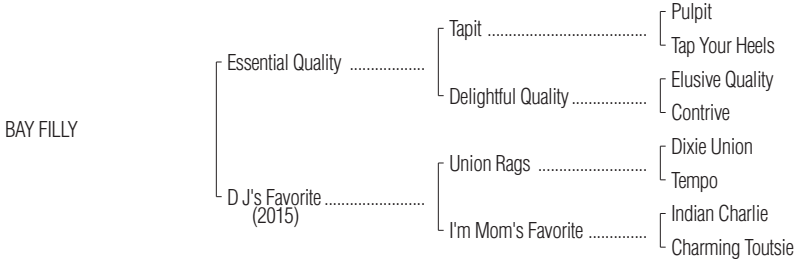 Pulpit
Tapit ......................................
Tap Your Heels
Essential Quality ..................
Elusive Quality
Delightful Quality..................
Contrive
BAY FILLY
Dixie Union
Union Rags ..........................
Tempo
D J's Favorite ........................
(2015)
Indian Charlie
I'm Mom's Favorite ..............
Charming Toutsie